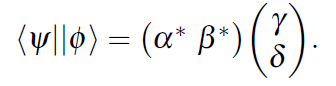 ⟨ψ||ϕ⟩ = (α* β*) (γ δ).